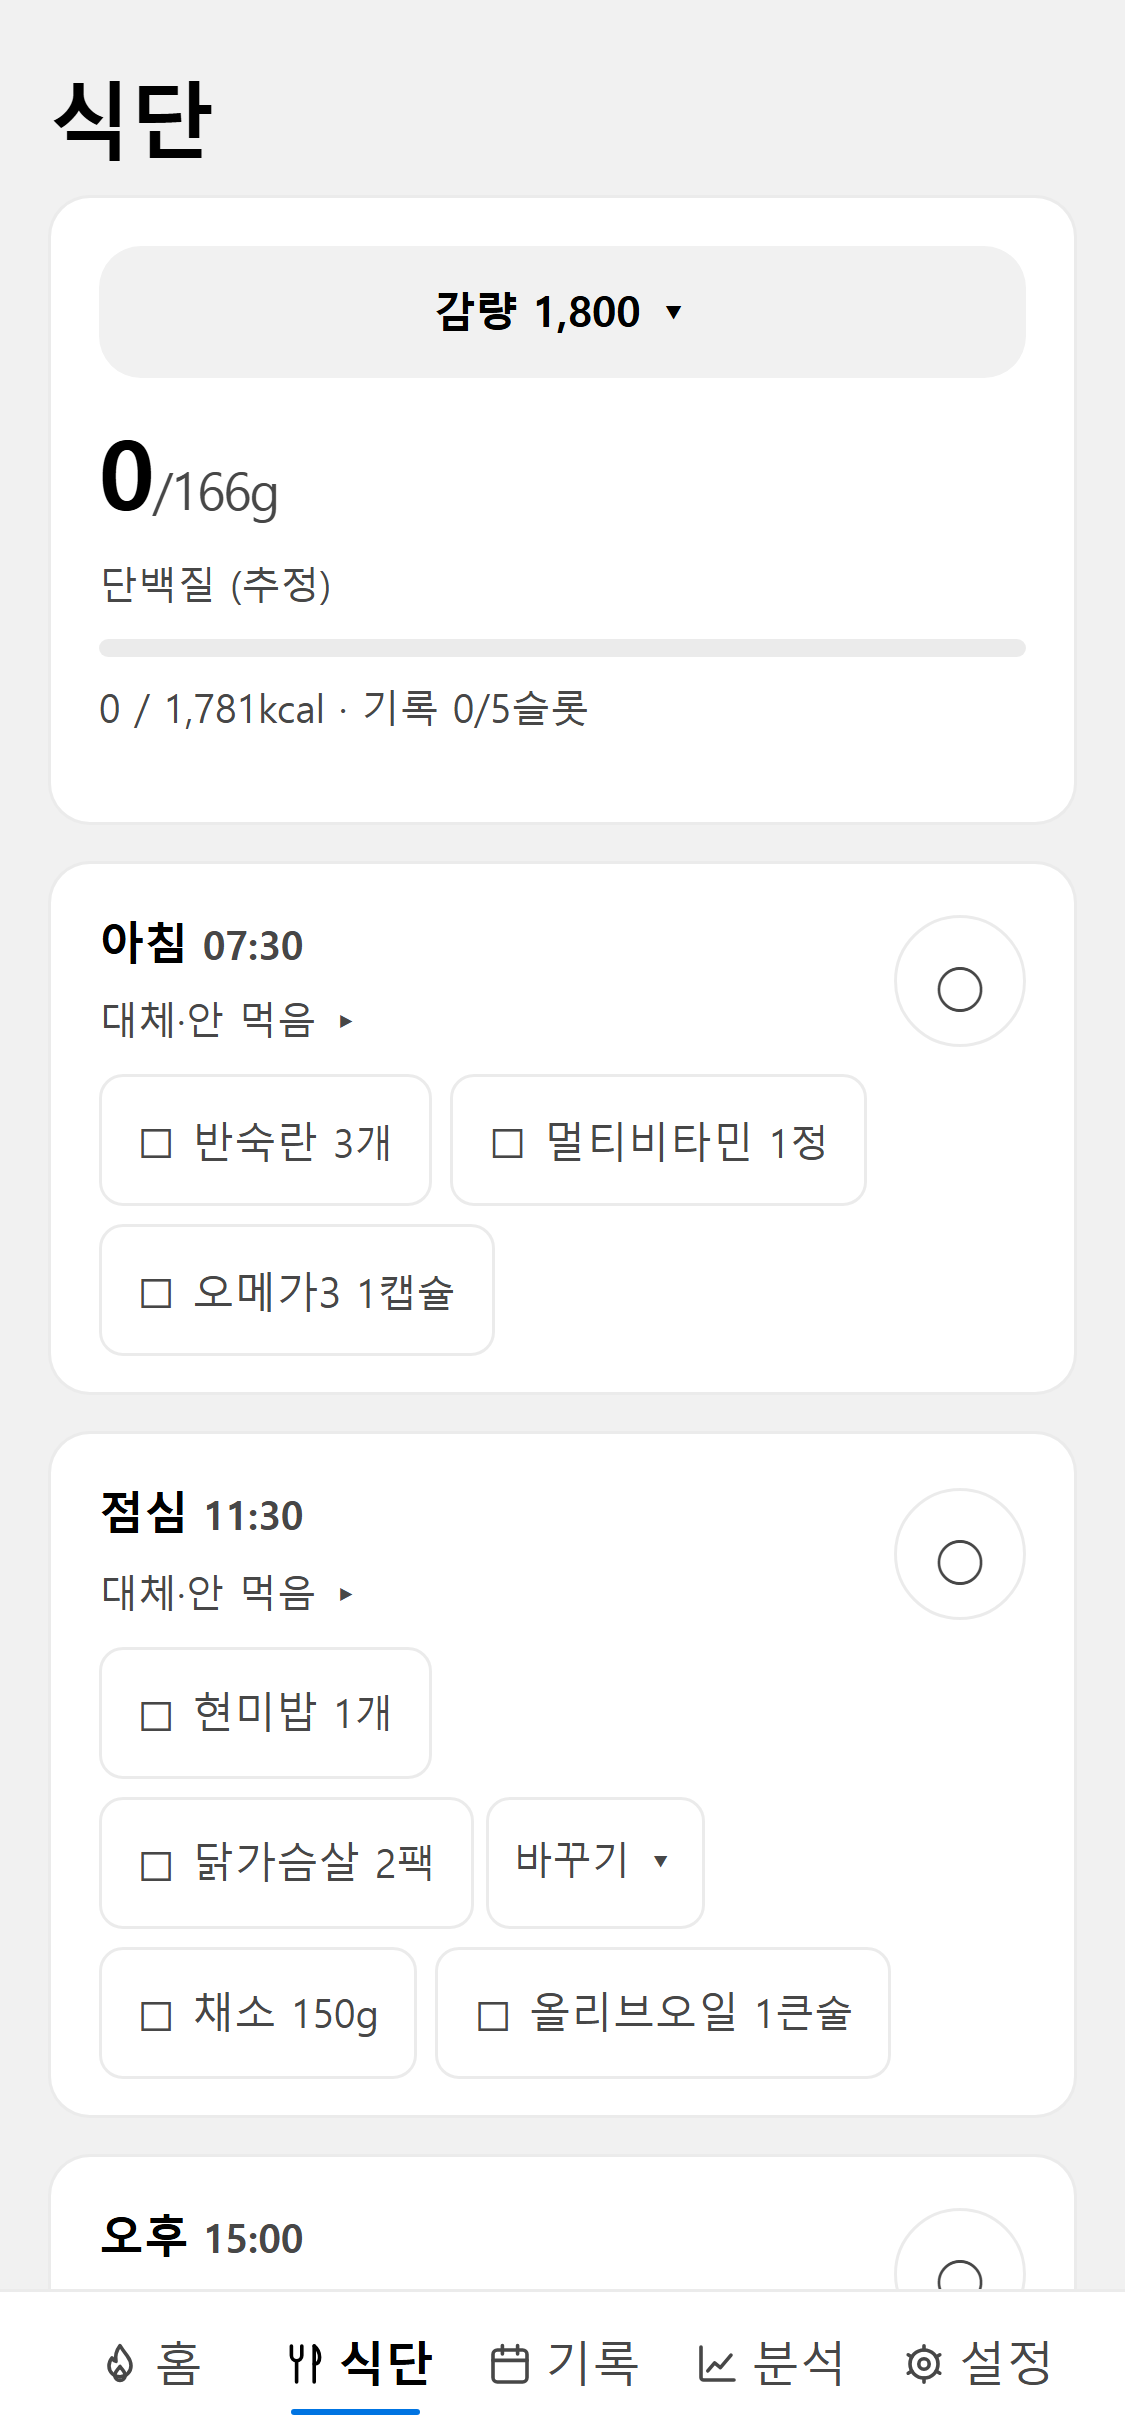 식단
감량 1,800 ▼
0/166g
단백질 (추정)
0 / 1,781kcal · 기록 0/5슬롯
아침 07:30
대체·안 먹음 ▸
☐ 반숙란 3개
☐ 멀티비타민 1정
☐ 오메가3 1캡슐
점심 11:30
대체·안 먹음 ▸
☐ 현미밥 1개
☐ 닭가슴살 2팩
바꾸기 ▼
☐ 채소 150g
☐ 올리브오일 1큰술
오후 15:00
홈 식단 기록 분석 설정